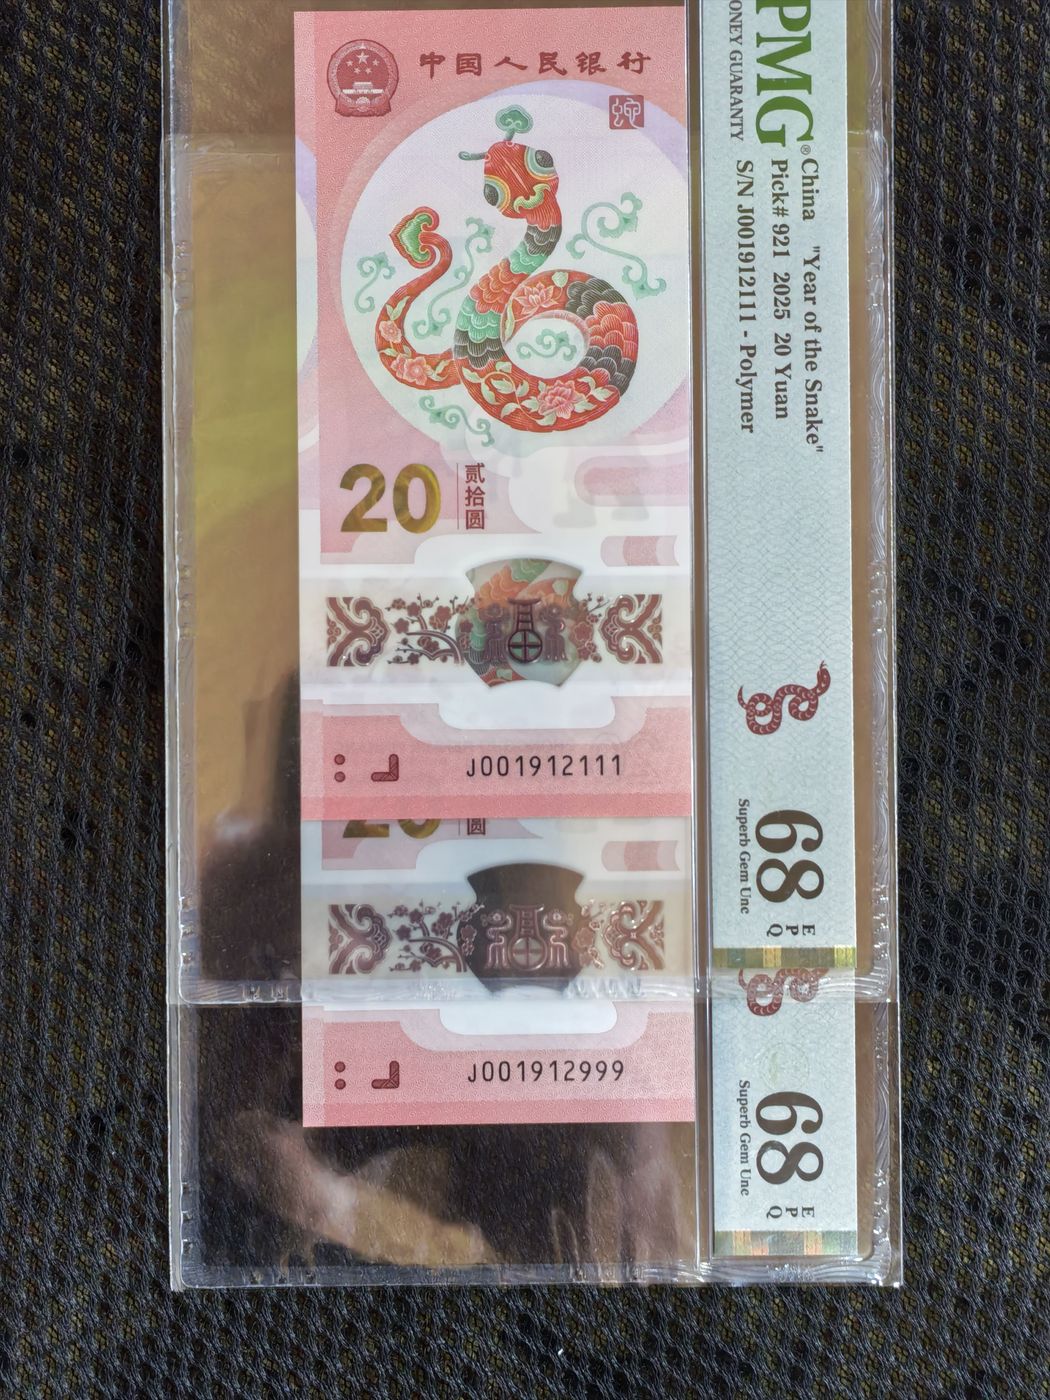 中国人民银行
蛇
20
贰拾圆
J001912111
20
圆
J001912999
PMG
®
MONEY GUARANTY
China "Year of the Snake"
Pick# 921 2025 20 Yuan
S/N J001912111 - Polymer
68
EPQ
Superb Gem Unc
68
EPQ
Superb Gem Unc